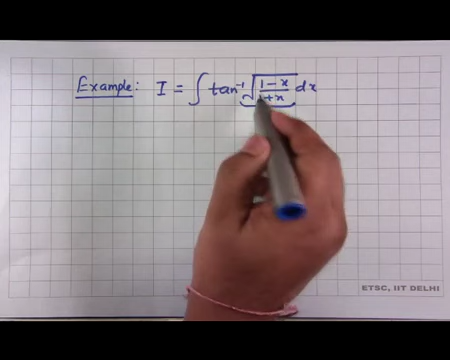 Example: I = ∫ tan⁻¹ √((1-x)/(1+x)) dx
ETSC, IIT DELHI